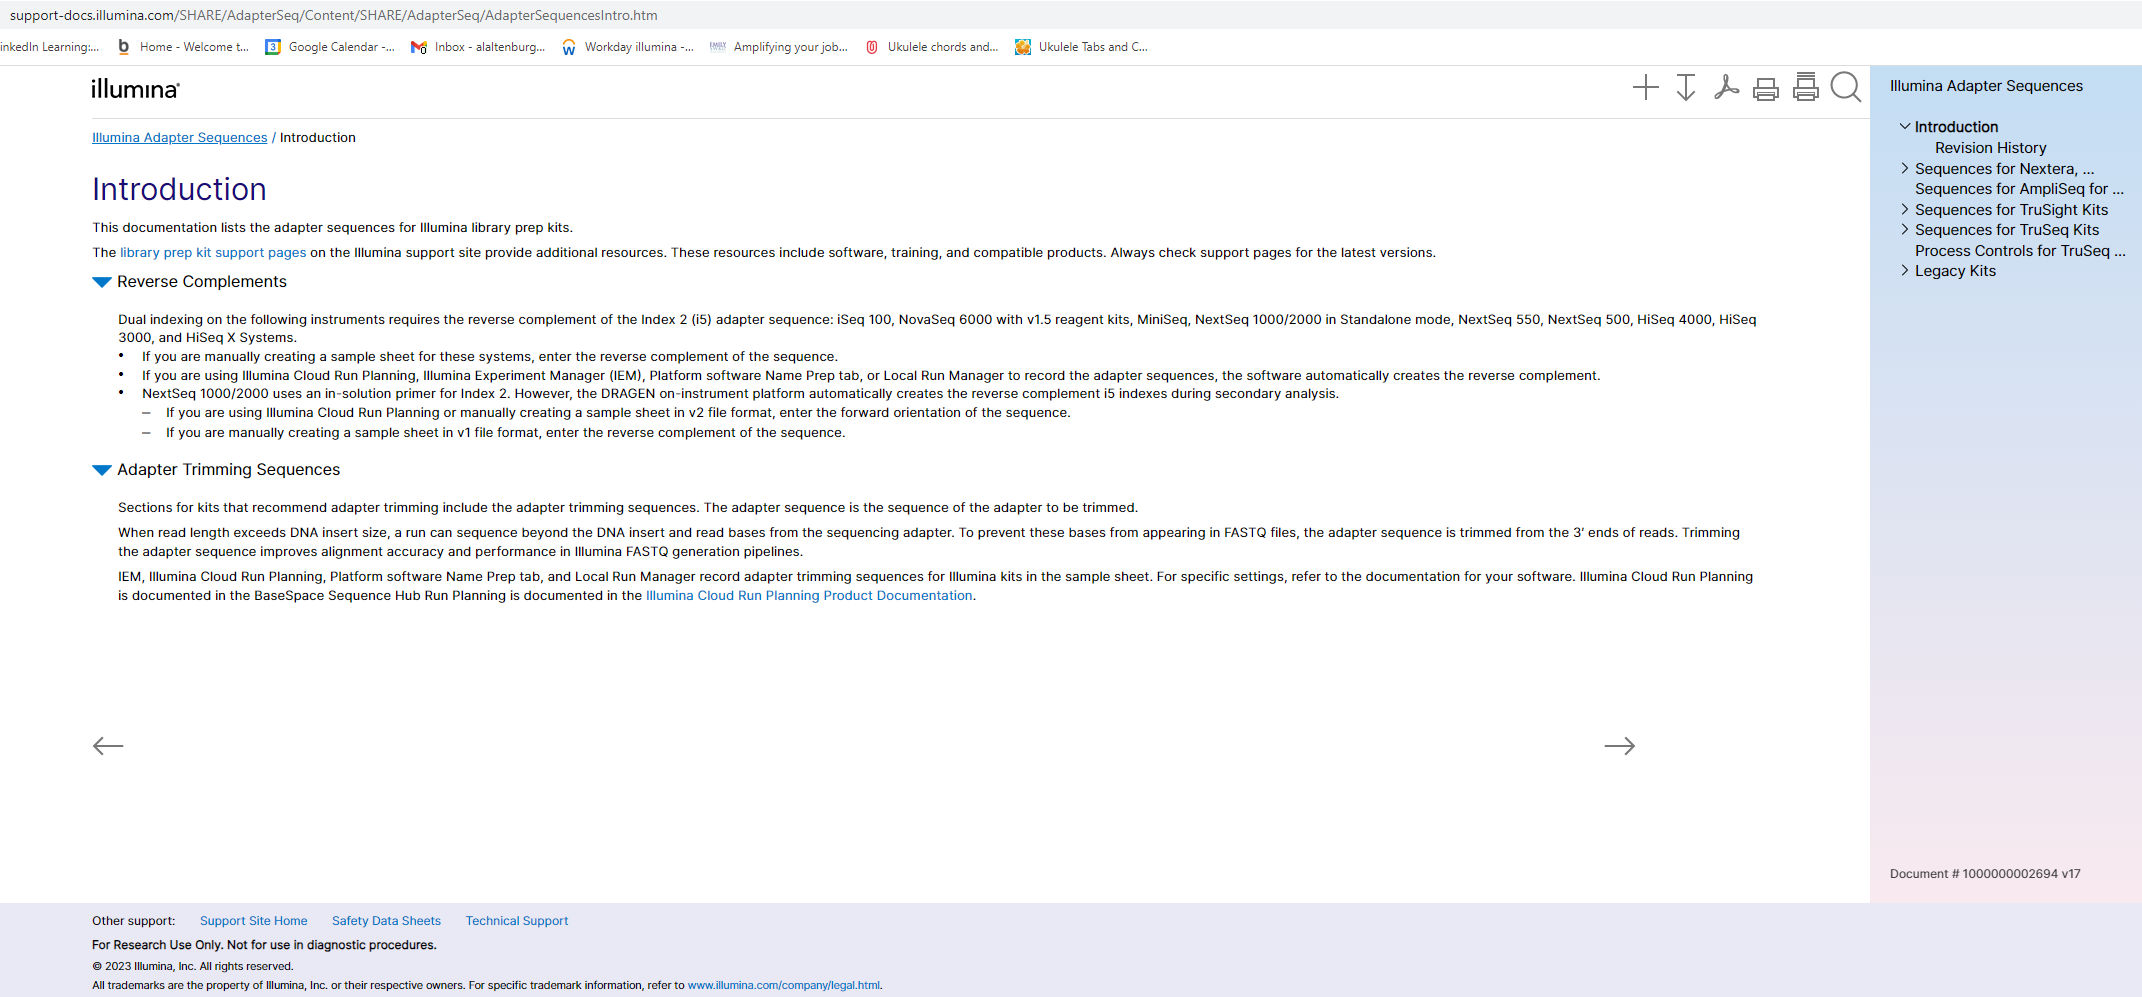 support-docs.illumina.com/SHARE/AdapterSeq/Content/SHARE/AdapterSeq/AdapterSequencesIntro.htm
inkedIn Learning:... Home - Welcome t... 3 Google Calendar -... Inbox - alaltenburg... Workday illumina -... Amplifying your job... Ukulele chords and... Ukulele Tabs and C...
illumina®
Illumina Adapter Sequences / Introduction
Introduction
This documentation lists the adapter sequences for Illumina library prep kits.
The library prep kit support pages on the Illumina support site provide additional resources. These resources include software, training, and compatible products. Always check support pages for the latest versions.
Reverse Complements
Dual indexing on the following instruments requires the reverse complement of the Index 2 (i5) adapter sequence: iSeq 100, NovaSeq 6000 with v1.5 reagent kits, MiniSeq, NextSeq 1000/2000 in Standalone mode, NextSeq 550, NextSeq 500, HiSeq 4000, HiSeq
3000, and HiSeq X Systems.
• If you are manually creating a sample sheet for these systems, enter the reverse complement of the sequence.
• If you are using Illumina Cloud Run Planning, Illumina Experiment Manager (IEM), Platform software Name Prep tab, or Local Run Manager to record the adapter sequences, the software automatically creates the reverse complement.
• NextSeq 1000/2000 uses an in-solution primer for Index 2. However, the DRAGEN on-instrument platform automatically creates the reverse complement i5 indexes during secondary analysis.
– If you are using Illumina Cloud Run Planning or manually creating a sample sheet in v2 file format, enter the forward orientation of the sequence.
– If you are manually creating a sample sheet in v1 file format, enter the reverse complement of the sequence.
Adapter Trimming Sequences
Sections for kits that recommend adapter trimming include the adapter trimming sequences. The adapter sequence is the sequence of the adapter to be trimmed.
When read length exceeds DNA insert size, a run can sequence beyond the DNA insert and read bases from the sequencing adapter. To prevent these bases from appearing in FASTQ files, the adapter sequence is trimmed from the 3' ends of reads. Trimming
the adapter sequence improves alignment accuracy and performance in Illumina FASTQ generation pipelines.
IEM, Illumina Cloud Run Planning, Platform software Name Prep tab, and Local Run Manager record adapter trimming sequences for Illumina kits in the sample sheet. For specific settings, refer to the documentation for your software. Illumina Cloud Run Planning
is documented in the BaseSpace Sequence Hub Run Planning is documented in the Illumina Cloud Run Planning Product Documentation.
Illumina Adapter Sequences
Introduction
Revision History
Sequences for Nextera, ...
Sequences for AmpliSeq for ...
Sequences for TruSight Kits
Sequences for TruSeq Kits
Process Controls for TruSeq ...
Legacy Kits
Document # 1000000002694 v17
Other support: Support Site Home Safety Data Sheets Technical Support
For Research Use Only. Not for use in diagnostic procedures.
© 2023 Illumina, Inc. All rights reserved.
All trademarks are the property of Illumina, Inc. or their respective owners. For specific trademark information, refer to www.illumina.com/company/legal.html.